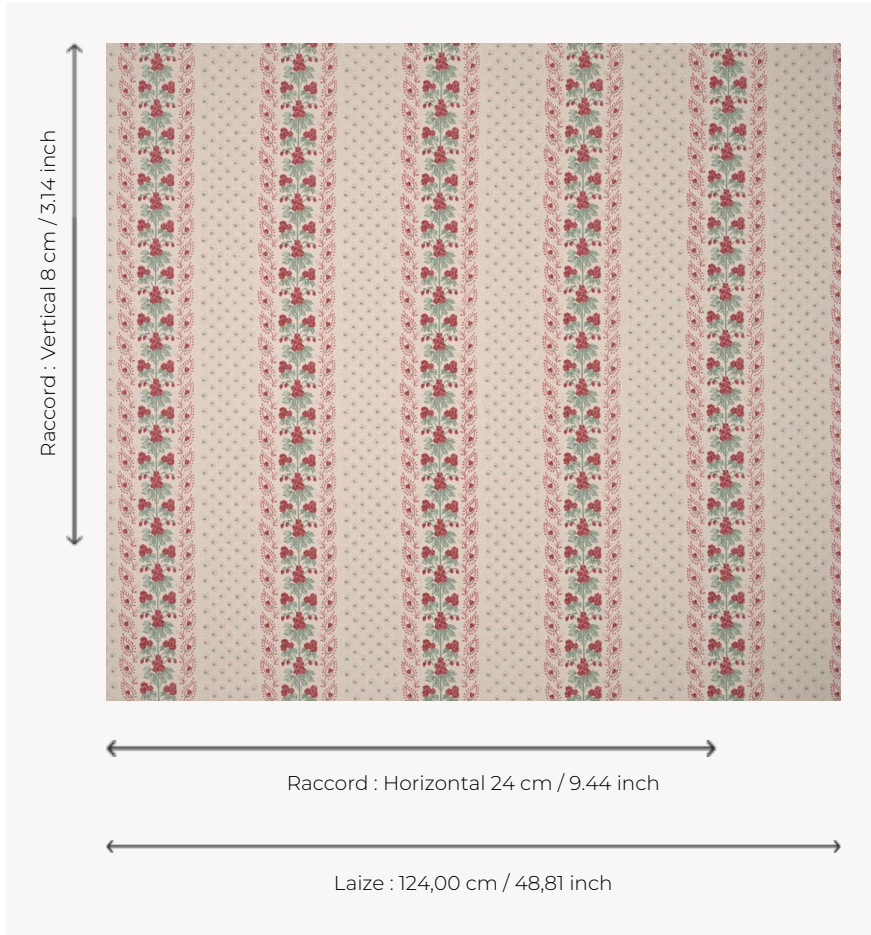 Raccord : Vertical 8 cm / 3.14 inch
Raccord : Horizontal 24 cm / 9.44 inch
Laize : 124,00 cm / 48,81 inch